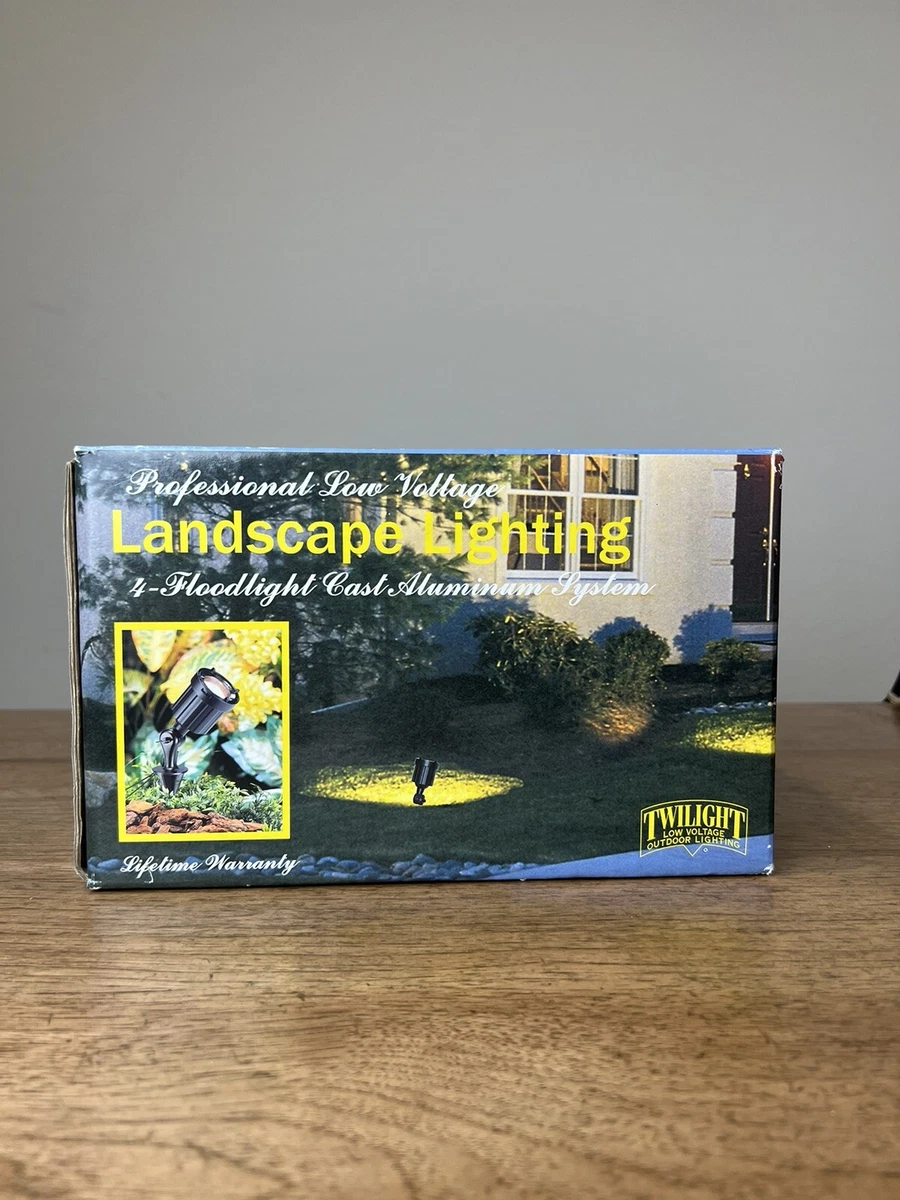 Professional Low Voltage
Landscape Lighting
4-Floodlight Cast Aluminum System
Lifetime Warranty
TWILIGHT
LOW VOLTAGE
OUTDOOR LIGHTING